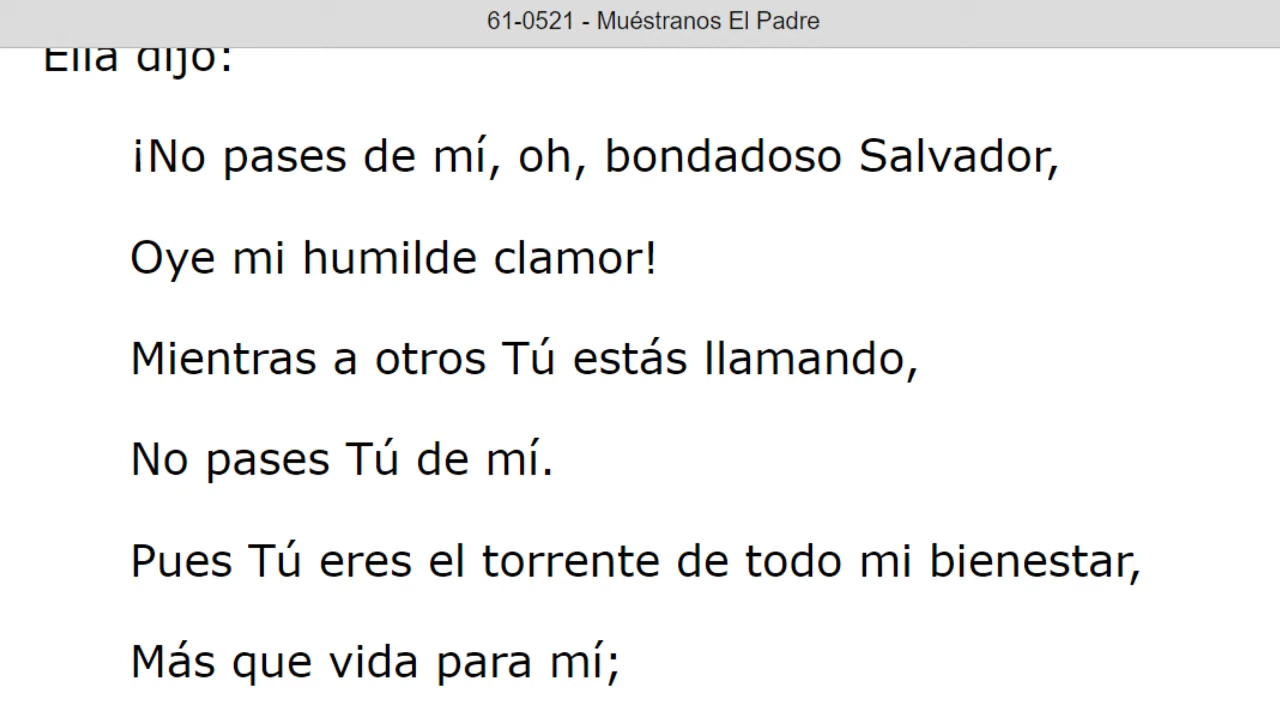 61-0521 - Muéstranos El Padre
Ella dijo:
¡No pases de mí, oh, bondadoso Salvador,
Oye mi humilde clamor!
Mientras a otros Tú estás llamando,
No pases Tú de mí.
Pues Tú eres el torrente de todo mi bienestar,
Más que vida para mí;